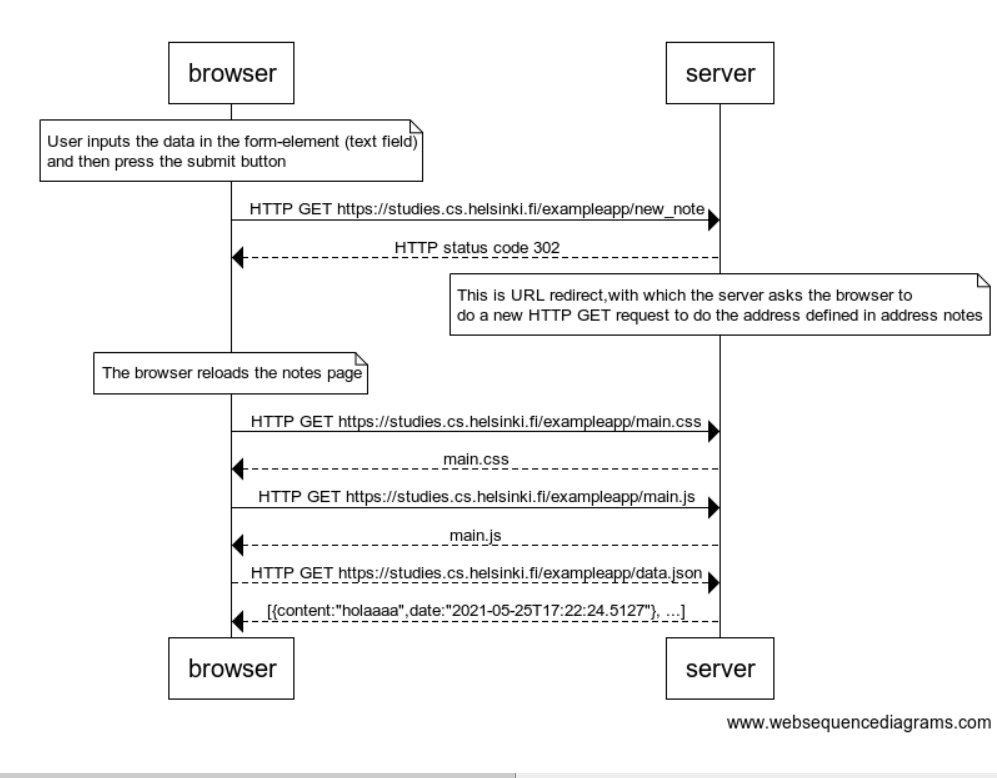 browser
server
User inputs the data in the form-element (text field)
and then press the submit button
HTTP GET https://studies.cs.helsinki.fi/exampleapp/new_note
HTTP status code 302
This is URL redirect,with which the server asks the browser to
do a new HTTP GET request to do the address defined in address notes
The browser reloads the notes page
HTTP GET https://studies.cs.helsinki.fi/exampleapp/main.css
main.css
HTTP GET https://studies.cs.helsinki.fi/exampleapp/main.js
main.js
HTTP GET https://studies.cs.helsinki.fi/exampleapp/data.json
[{content:"holaaaa",date:"2021-05-25T17:22:24.5127"}, ...]
browser
server
www.websequencediagrams.com